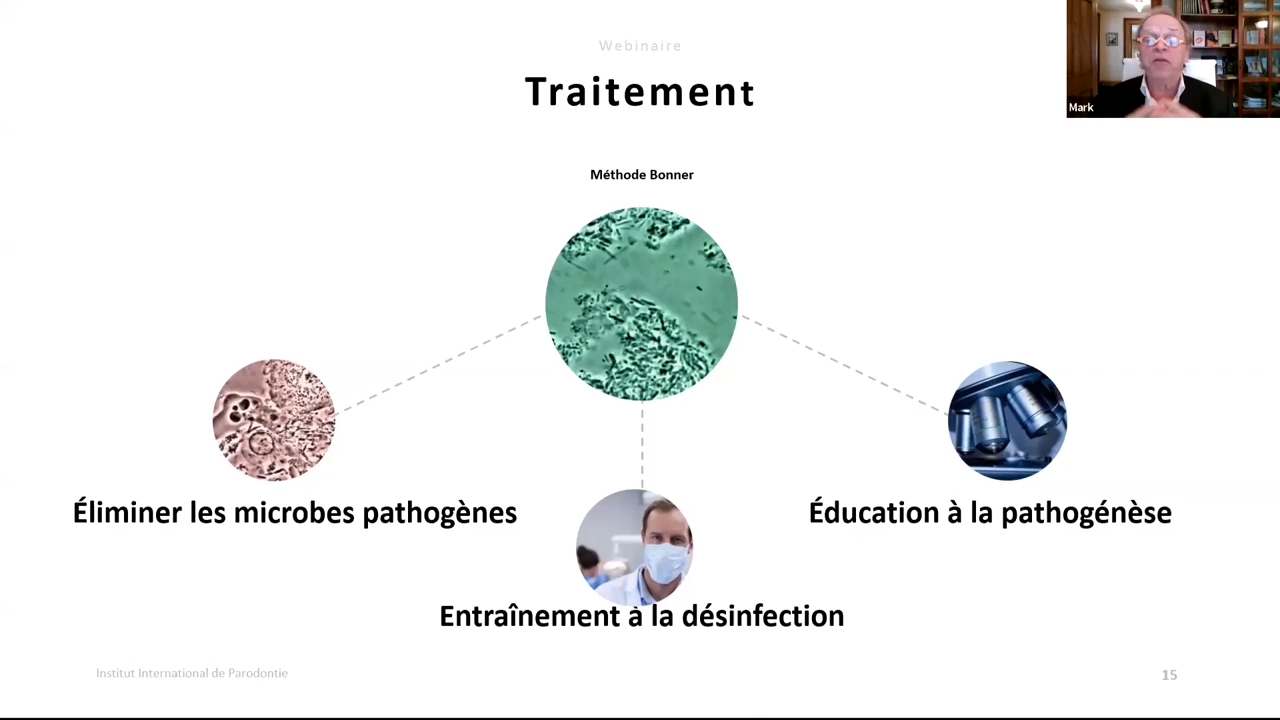 Webinaire
Traitement
Mark
Méthode Bonner
Éliminer les microbes pathogènes
Éducation à la pathogénèse
Entraînement à la désinfection
Institut International de Parodontie
15